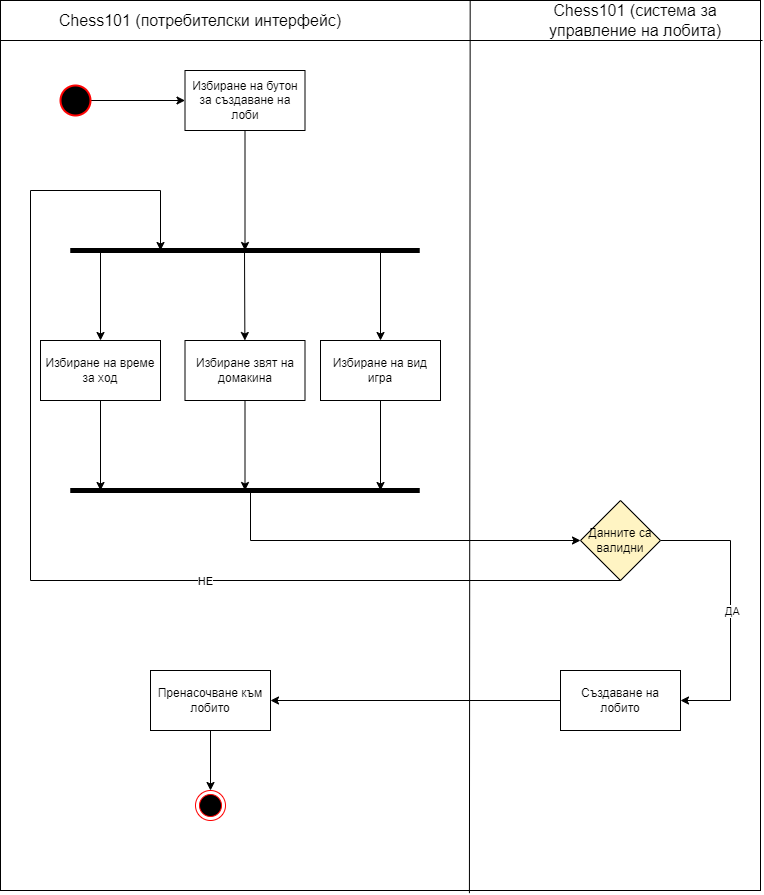 Chess101 (потребителски интерфейс)
Chess101 (система за
управление на лобита)
Избиране на бутон
за създаване на
лоби
Избиране на време
за ход
Избиране звят на
домакина
Избиране на вид
игра
Данните са
валидни
НЕ
ДА
Пренасочване към
лобито
Създаване на
лобито